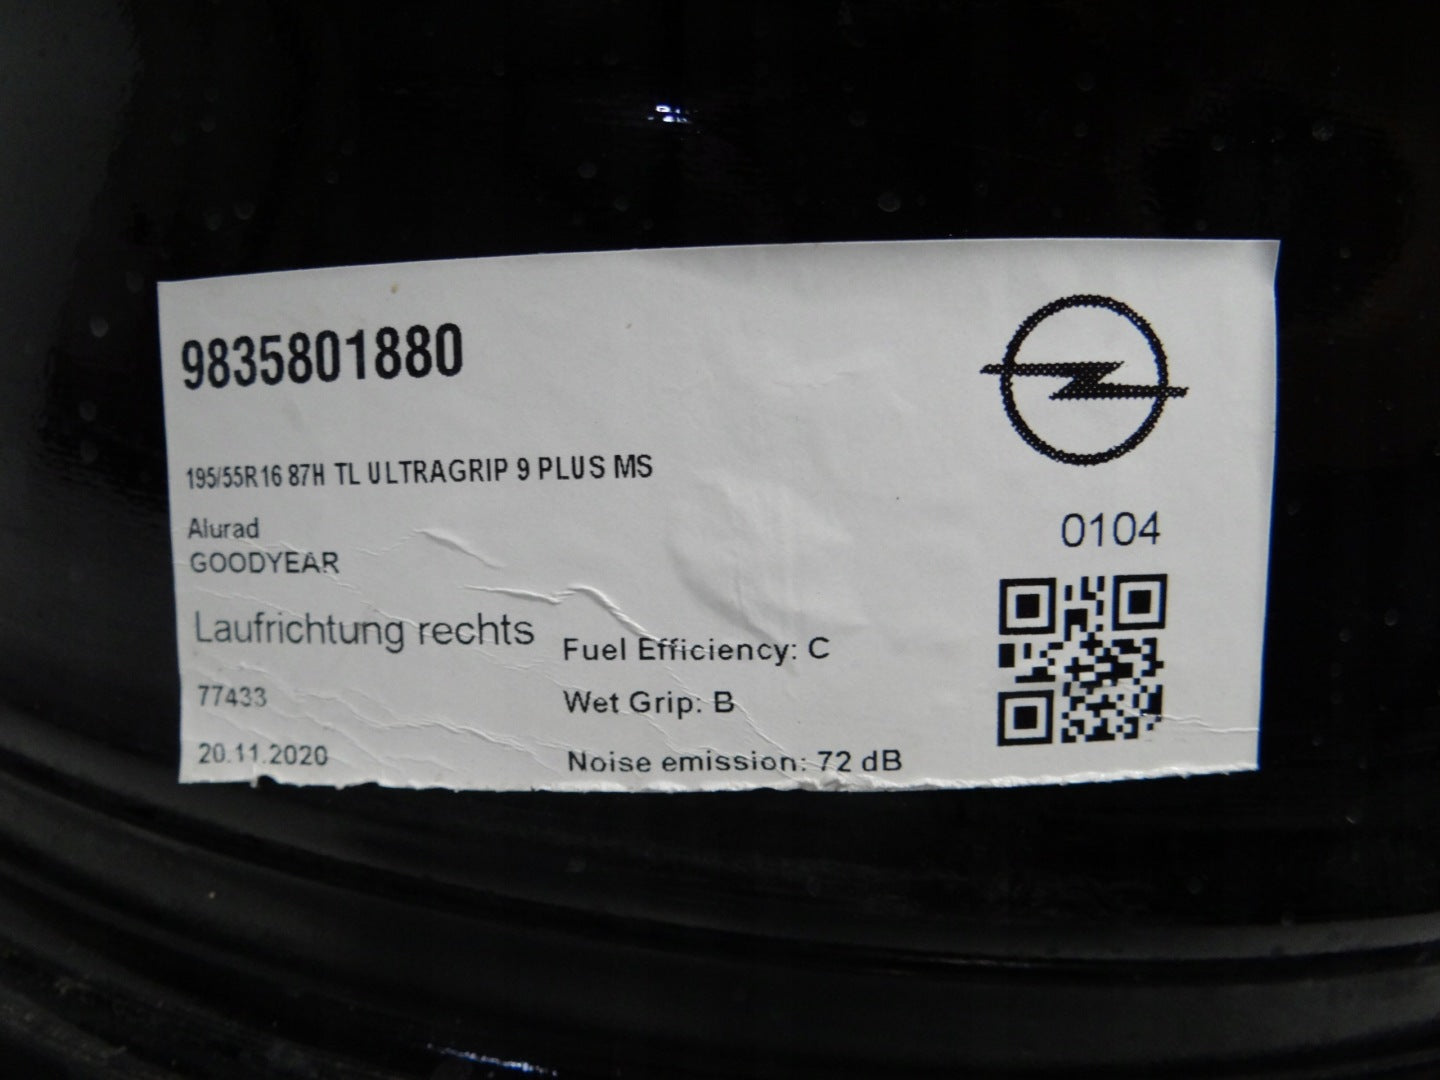 9835801880
195/55R16 87H TL ULTRAGRIP 9 PLUS MS
Alurad
GOODYEAR
0104
Laufrichtung rechts
Fuel Efficiency: C
77433
Wet Grip: B
20.11.2020
Noise emission: 72 dB